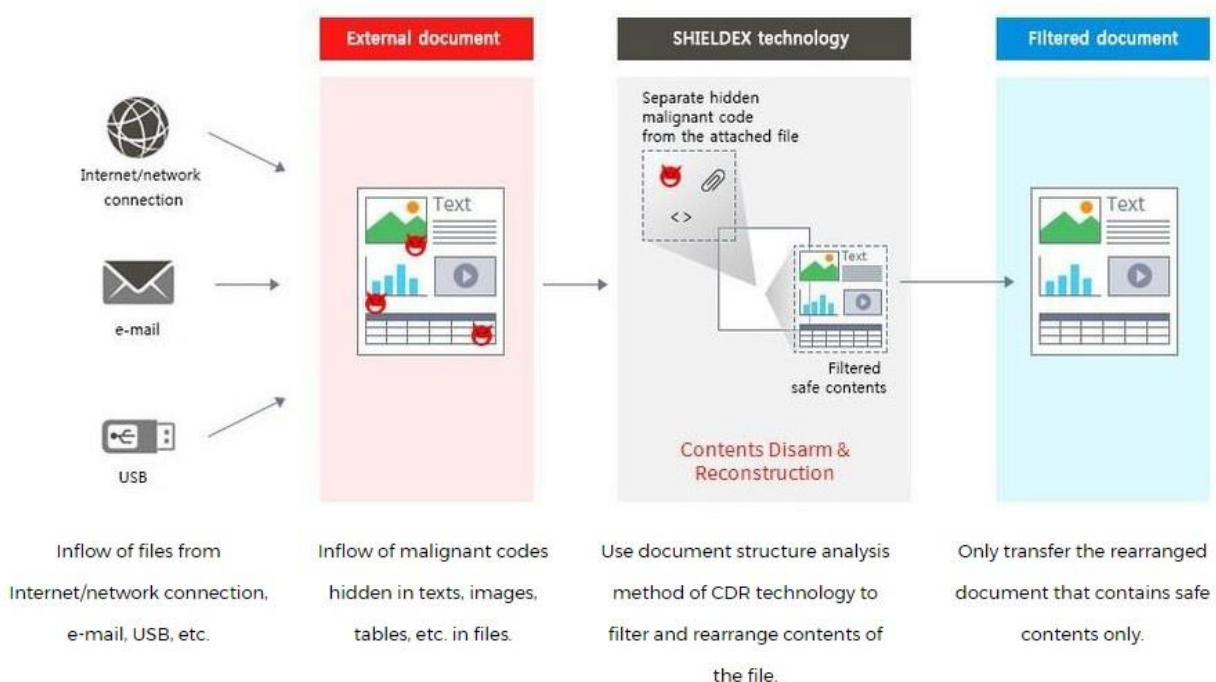 External document
SHIELDEX technology
FIltered document
Internet/network
connection
e-mail
USB
Text
Separate hidden
malignant code
from the attached file
< >
Text
Filtered
safe contents
Contents Disarm &
Reconstruction
Text
Inflow of files from
Internet/network connection,
e-mail, USB, etc.
Inflow of malignant codes
hidden in texts, images,
tables, etc. in files.
Use document structure analysis
method of CDR technology to
filter and rearrange contents of
the file.
Only transfer the rearranged
document that contains safe
contents only.